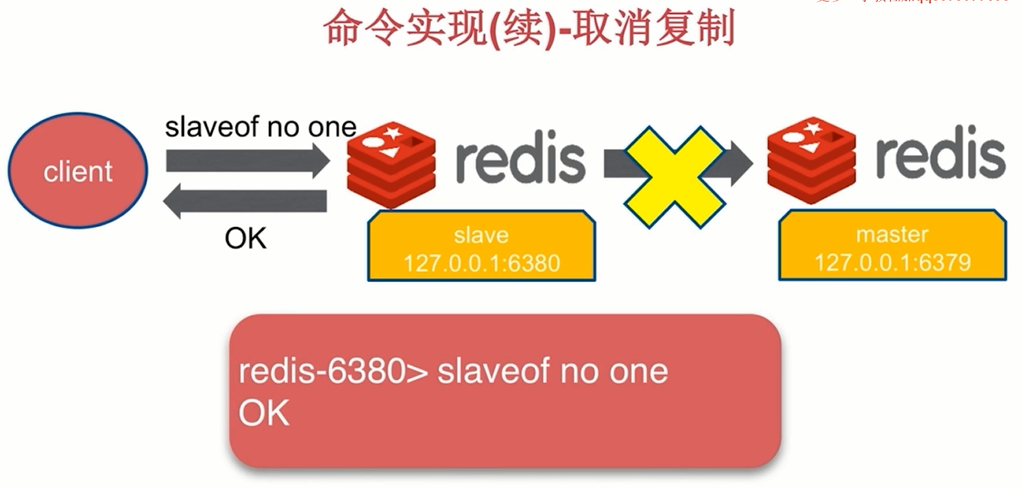 命令实现(续)-取消复制
client
slaveof no one
OK
redis
slave
127.0.0.1:6380
redis
master
127.0.0.1:6379
redis-6380> slaveof no one
OK